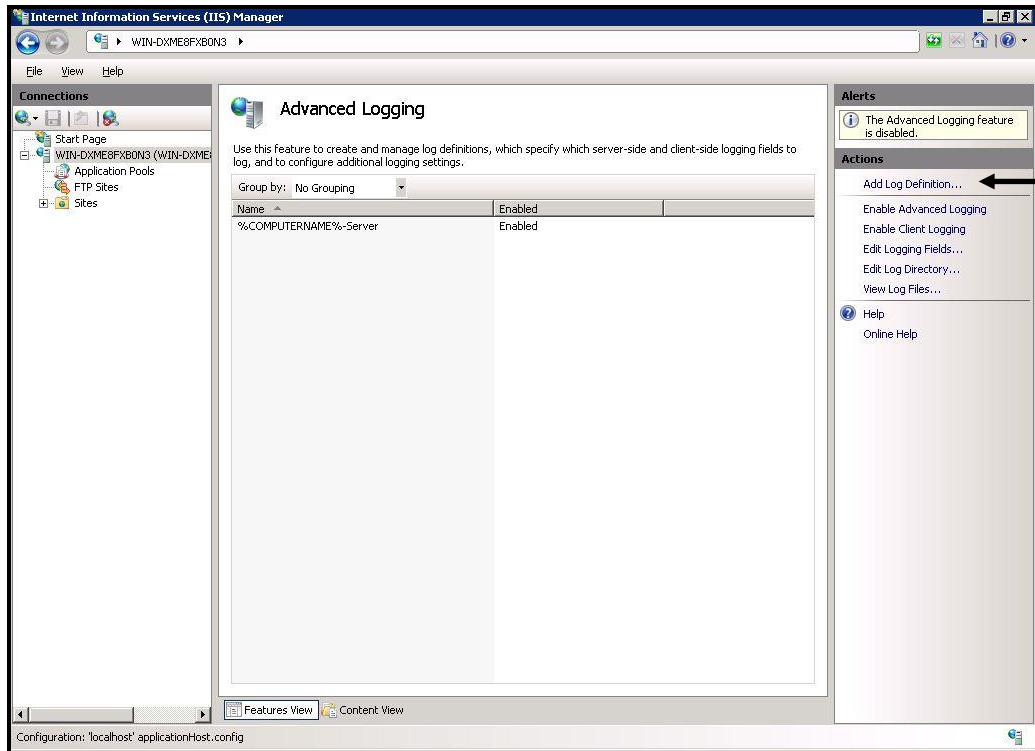 Internet Information Services (IIS) Manager
WIN-DXME8FXB0N3
File View Help
Connections
Start Page
WIN-DXME8FXB0N3 (WIN-DXME
Application Pools
FTP Sites
Sites
Advanced Logging
Use this feature to create and manage log definitions, which specify which server-side and client-side logging fields to
log, and to configure additional logging settings.
Group by: No Grouping
Name Enabled
%COMPUTERNAME%-Server Enabled
Features View Content View
Alerts
The Advanced Logging feature
is disabled.
Actions
Add Log Definition...
Enable Advanced Logging
Enable Client Logging
Edit Logging Fields...
Edit Log Directory...
View Log Files...
Help
Online Help
Configuration: 'localhost' applicationHost.config